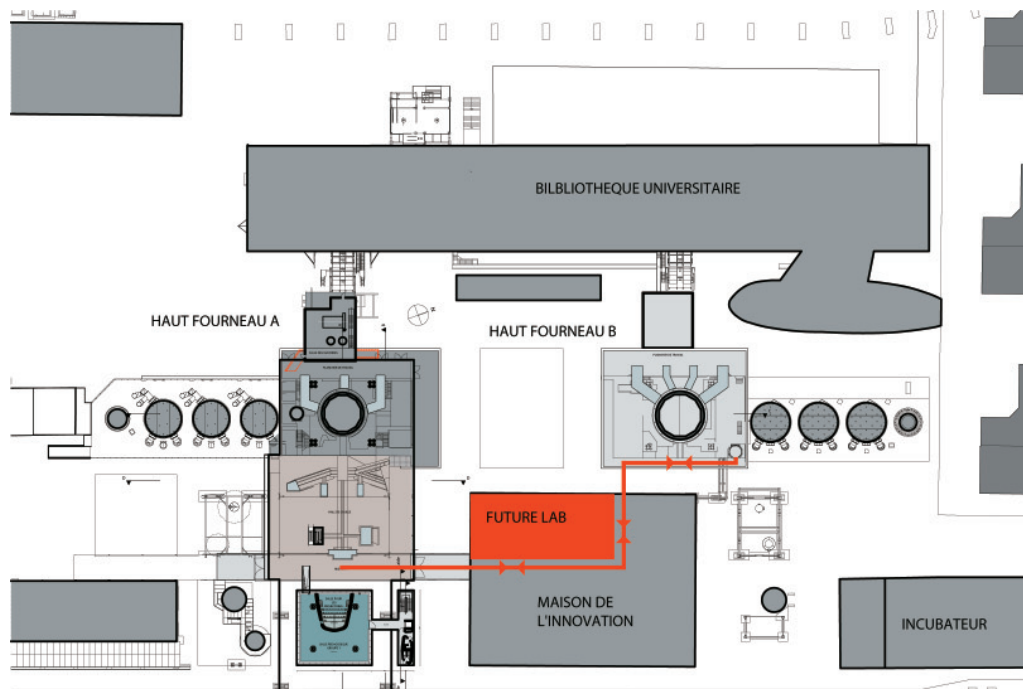 BILBLIOTHEQUE UNIVERSITAIRE
HAUT FOURNEAU A
HAUT FOURNEAU B
FUTURE LAB
MAISON DE
L'INNOVATION
INCUBATEUR